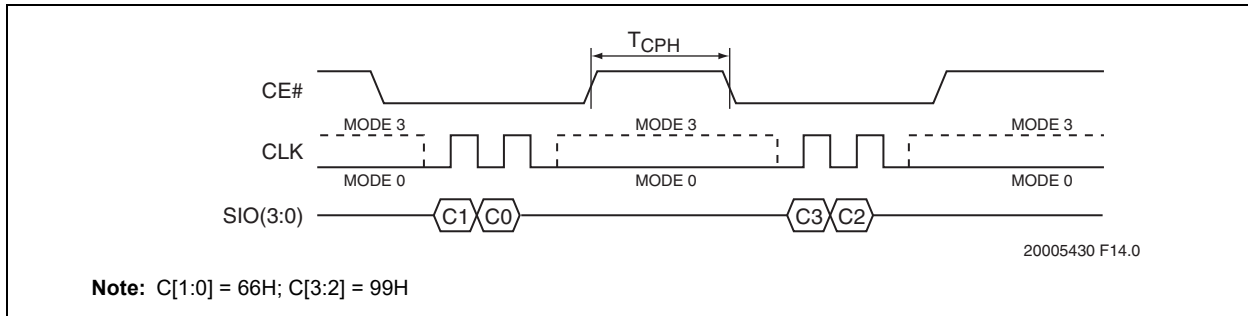 TCPH
CE#
MODE 3 MODE 3 MODE 3
CLK
MODE 0 MODE 0 MODE 0
SIO(3:0) C1 C0 C3 C2
20005430 F14.0
Note: C[1:0] = 66H; C[3:2] = 99H